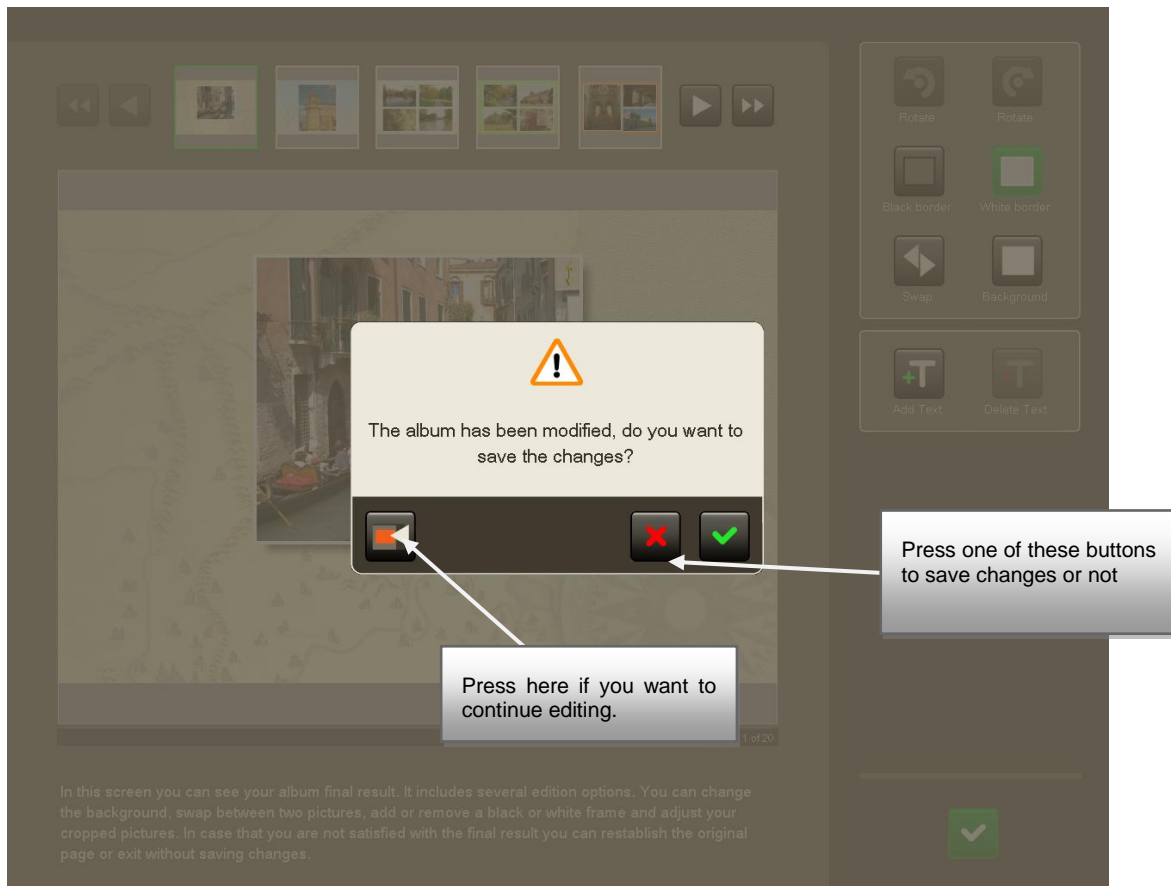 Rotate Rotate
Black border White border
Swap Background
Add Text Delete Text
The album has been modified, do you want to
save the changes?
Press one of these buttons
to save changes or not
Press here if you want to
continue editing.
1 of 20
In this screen you can see your album final result. It includes several edition options. You can change
the background, swap between two pictures, add or remove a black or white frame and adjust your
cropped pictures. In case that you are not satisfied with the final result you can restablish the original
page or exit without saving changes.